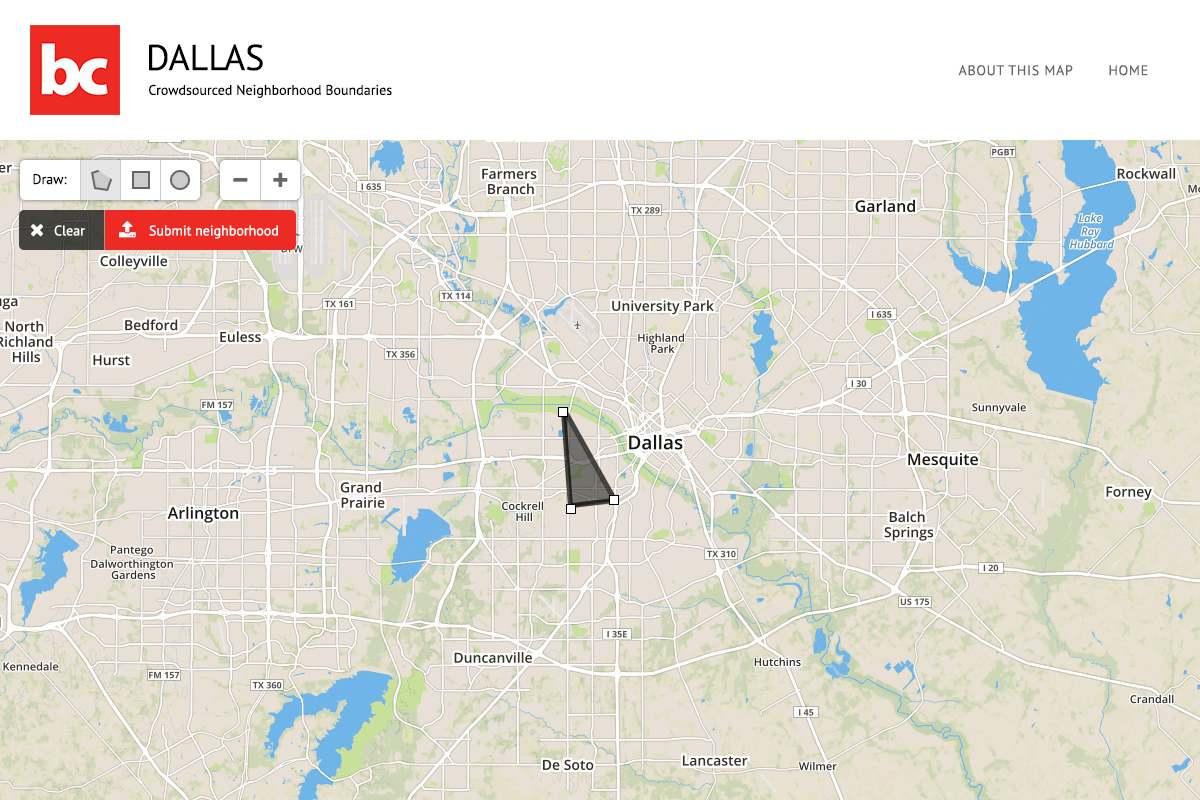 bc
DALLAS
Crowdsourced Neighborhood Boundaries
ABOUT THIS MAP
HOME
Draw:
Clear
Submit neighborhood
Farmers
Branch
I 635
TX 289
Garland
PGBT
Rockwall
Lake
Ray
Hubbard
Colleyville
TX 161
TX 114
University Park
Highland
Park
I 635
North
Richland
Hills
Bedford
Euless
Hurst
TX 356
I 30
FM 157
Sunnyvale
Dallas
Mesquite
Grand
Prairie
Arlington
Cockrell
Hill
Forney
Balch
Springs
Pantego
Dalworthington
Gardens
TX 310
I 20
US 175
I 35E
Duncanville
Hutchins
Kennedale
FM 157
TX 360
Crandall
I 45
De Soto
Lancaster
Wilmer